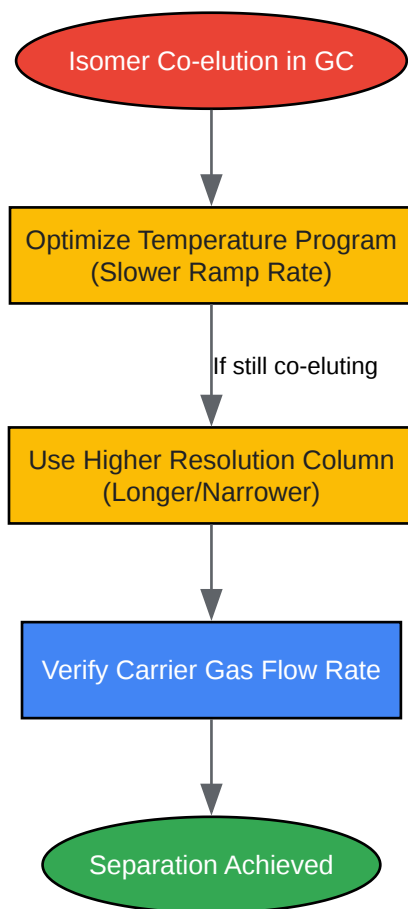 Isomer Co-elution in GC
Optimize Temperature Program
(Slower Ramp Rate)
If still co-eluting
Use Higher Resolution Column
(Longer/Narrower)
Verify Carrier Gas Flow Rate
Separation Achieved